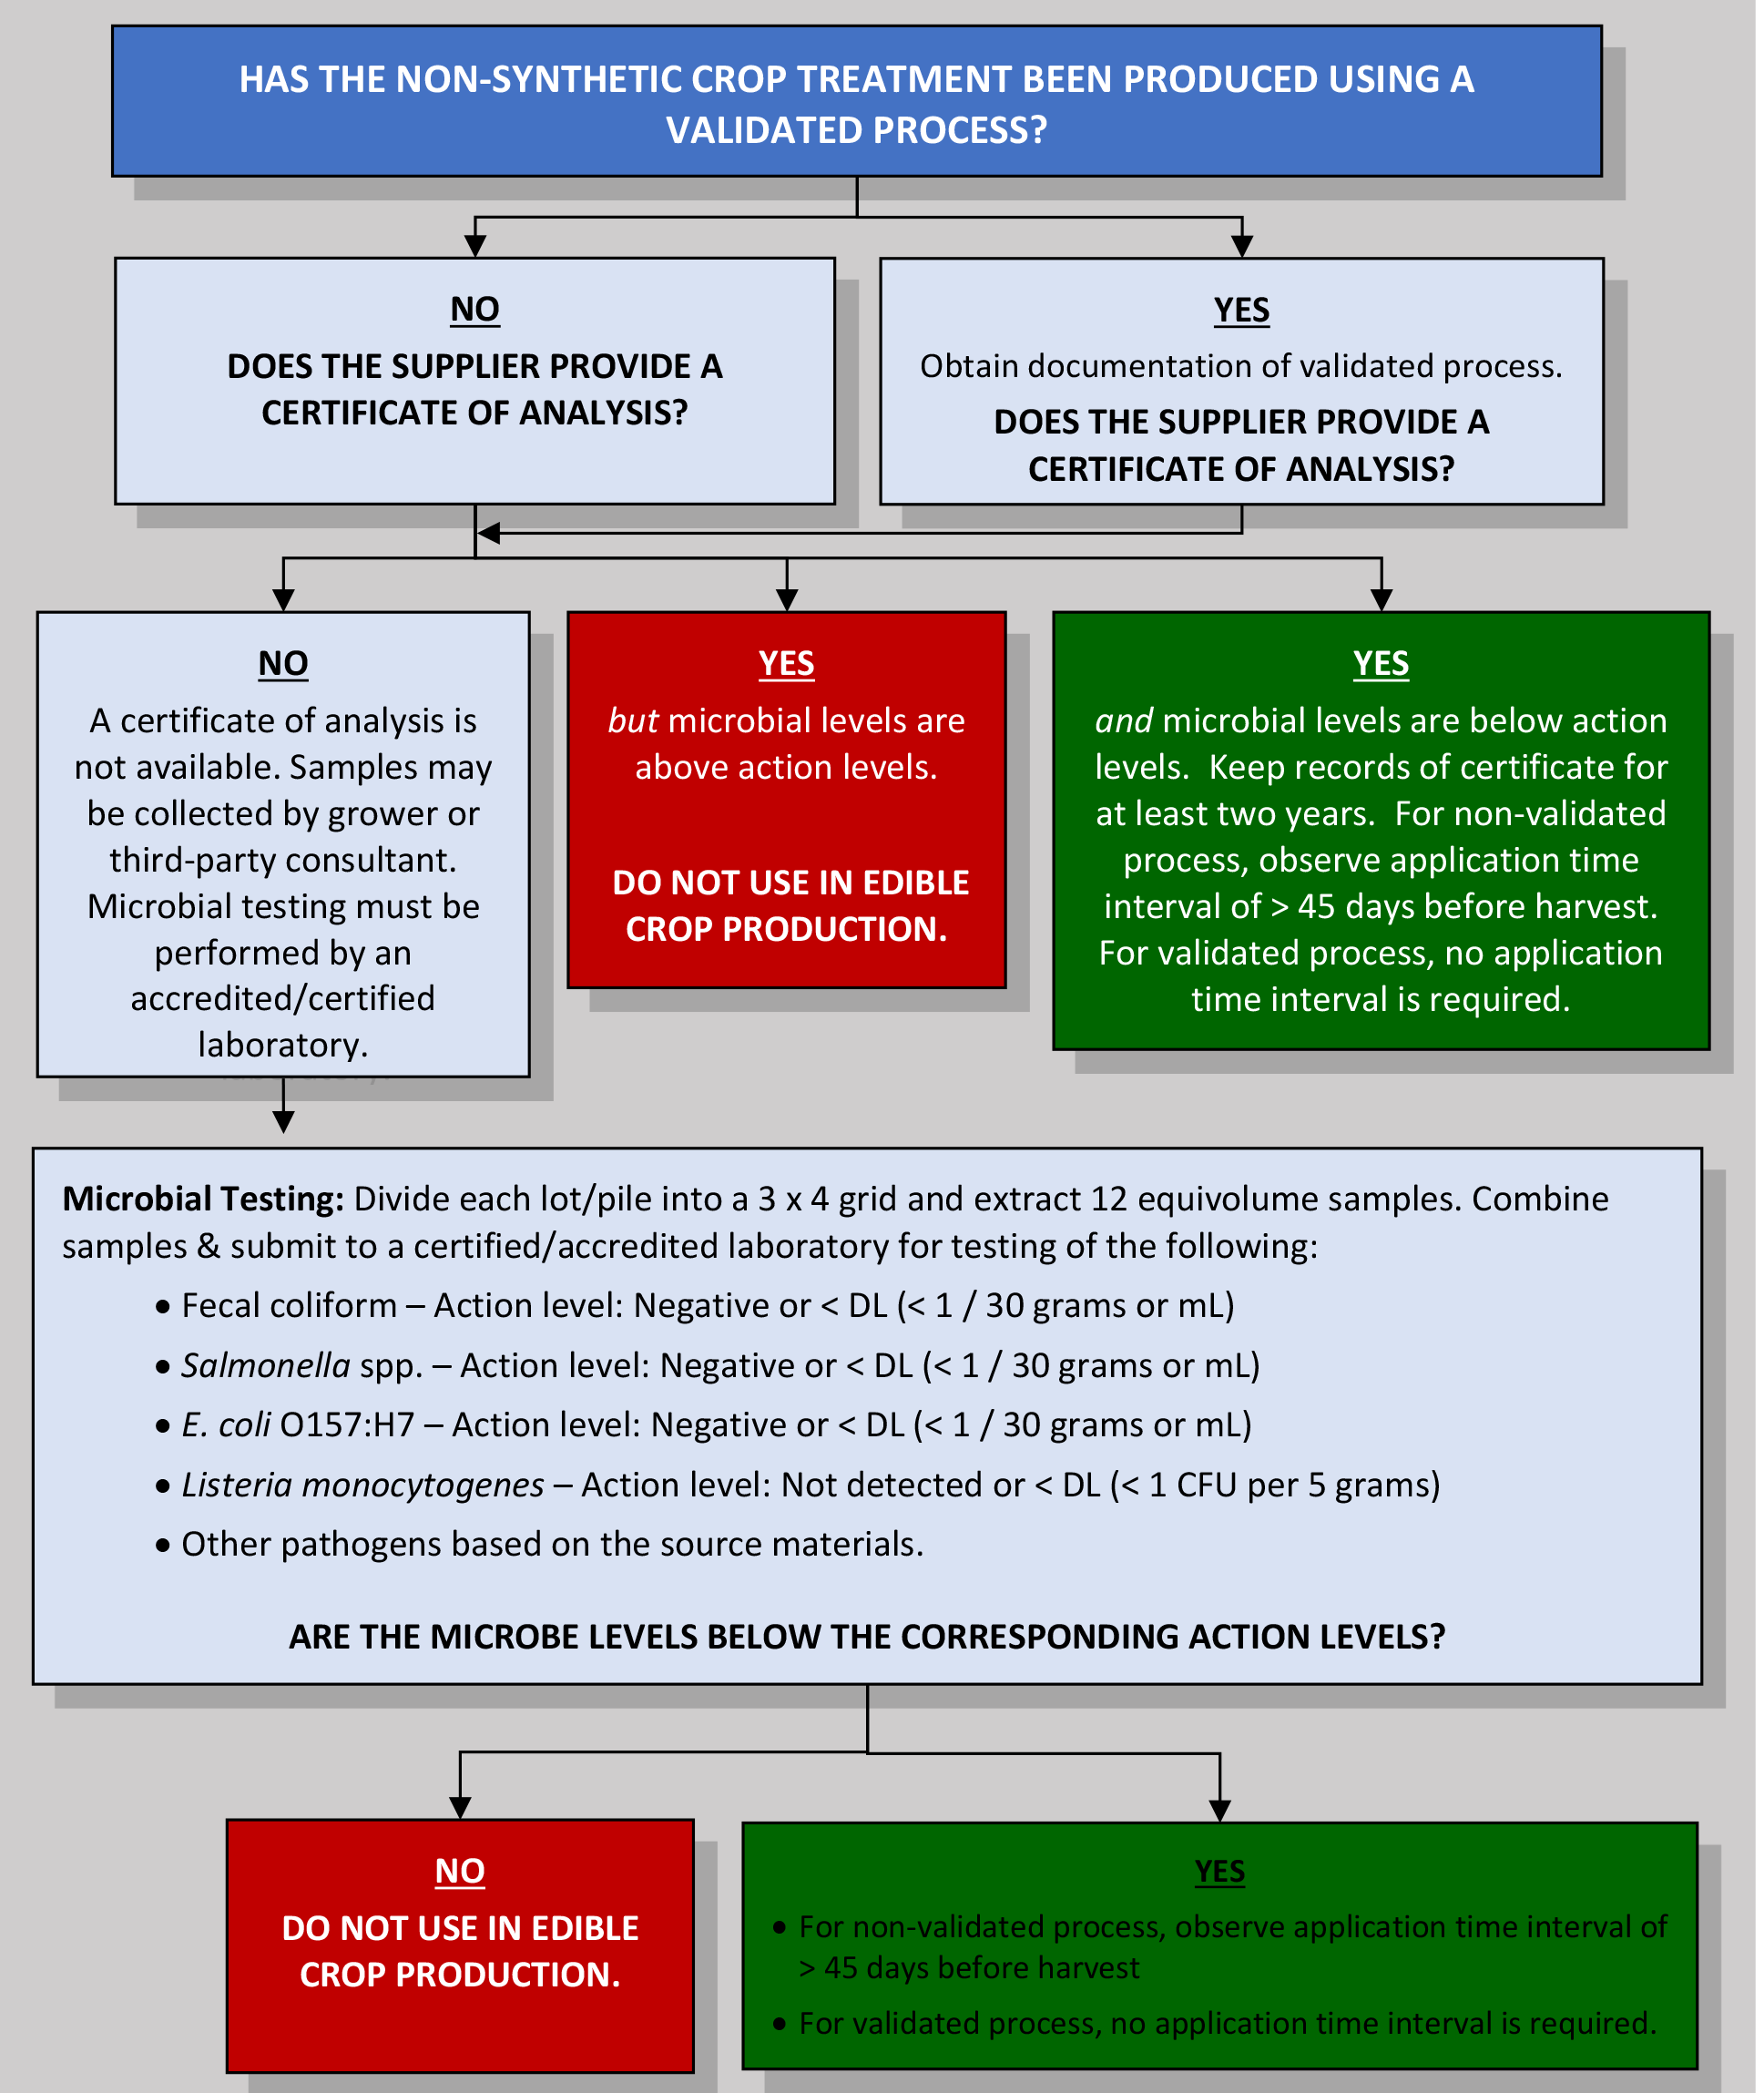 HAS THE NON-SYNTHETIC CROP TREATMENT BEEN PRODUCED USING A
VALIDATED PROCESS?
NO
DOES THE SUPPLIER PROVIDE A
CERTIFICATE OF ANALYSIS?
YES
Obtain documentation of validated process.
DOES THE SUPPLIER PROVIDE A
CERTIFICATE OF ANALYSIS?
NO
A certificate of analysis is
not available. Samples may
be collected by grower or
third-party consultant.
Microbial testing must be
performed by an
accredited/certified
laboratory.
YES
but microbial levels are
above action levels.
DO NOT USE IN EDIBLE
CROP PRODUCTION.
YES
and microbial levels are below action
levels.  Keep records of certificate for
at least two years.  For non-validated
process, observe application time
interval of > 45 days before harvest.
For validated process, no application
time interval is required.
Microbial Testing: Divide each lot/pile into a 3 x 4 grid and extract 12 equivolume samples. Combine
samples & submit to a certified/accredited laboratory for testing of the following:
• Fecal coliform – Action level: Negative or < DL (< 1 / 30 grams or mL)
• Salmonella spp. – Action level: Negative or < DL (< 1 / 30 grams or mL)
• E. coli O157:H7 – Action level: Negative or < DL (< 1 / 30 grams or mL)
• Listeria monocytogenes – Action level: Not detected or < DL (< 1 CFU per 5 grams)
• Other pathogens based on the source materials.
ARE THE MICROBE LEVELS BELOW THE CORRESPONDING ACTION LEVELS?
NO
DO NOT USE IN EDIBLE
CROP PRODUCTION.
YES
• For non-validated process, observe application time interval of
> 45 days before harvest
• For validated process, no application time interval is required.